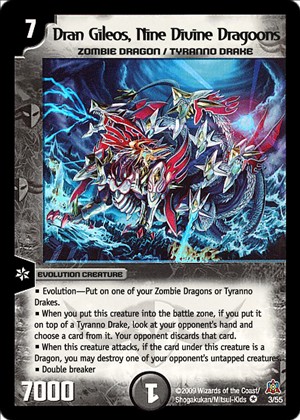 7
Dran Gileos, Nine Divine Dragoons
ZOMBIE DRAGON / TYRANNO DRAKE
EVOLUTION CREATURE
■ Evolution—Put on one of your Zombie Dragons or Tyranno
Drakes.
■ When you put this creature into the battle zone, if you put it
on top of a Tyranno Drake, look at your opponent's hand and
choose a card from it. Your opponent discards that card.
■ When this creature attacks, if the card under this creature is a
Dragon, you may destroy one of your opponent's untapped creatures.
■ Double breaker
7000
1
©2009 Wizards of the Coast/
Shogakukan/Mitsui-Kids
3/55